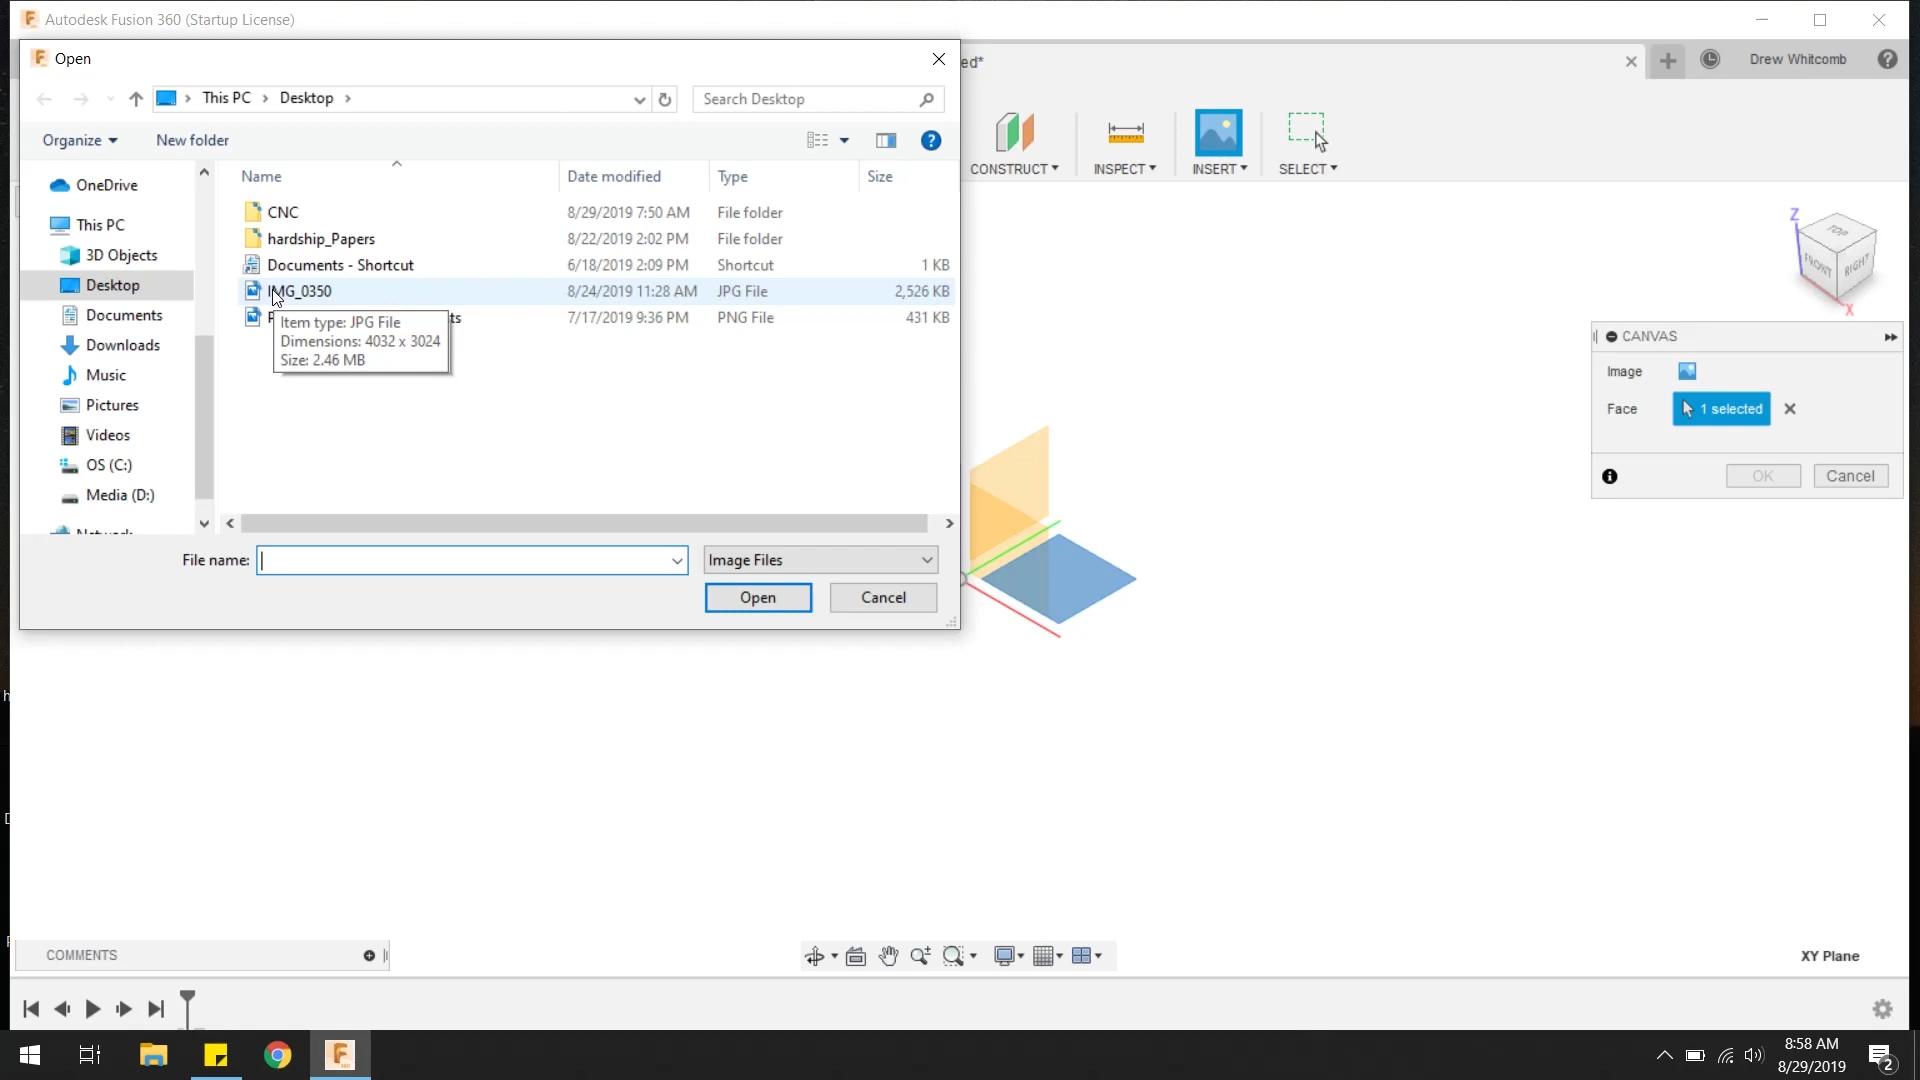 Autodesk Fusion 360 (Startup License)
Open
ed*
Drew Whitcomb
This PC > Desktop >
Search Desktop
Organize
New folder
CONSTRUCT
INSPECT
INSERT
SELECT
Name
Date modified
Type
Size
OneDrive
This PC
3D Objects
Desktop
Documents
Downloads
Music
Pictures
Videos
OS (C:)
Media (D:)
CNC 8/29/2019 7:50 AM File folder
hardship_Papers 8/22/2019 2:02 PM File folder
Documents - Shortcut 6/18/2019 2:09 PM Shortcut 1 KB
IMG_0350 8/24/2019 11:28 AM JPG File 2,526 KB
ts 7/17/2019 9:36 PM PNG File 431 KB
Item type: JPG File
Dimensions: 4032 x 3024
Size: 2.46 MB
File name:
Image Files
Open
Cancel
Z
TOP
FRONT
RIGHT
X
CANVAS
Image
Face 1 selected
OK
Cancel
COMMENTS
XY Plane
8:58 AM
8/29/2019
2